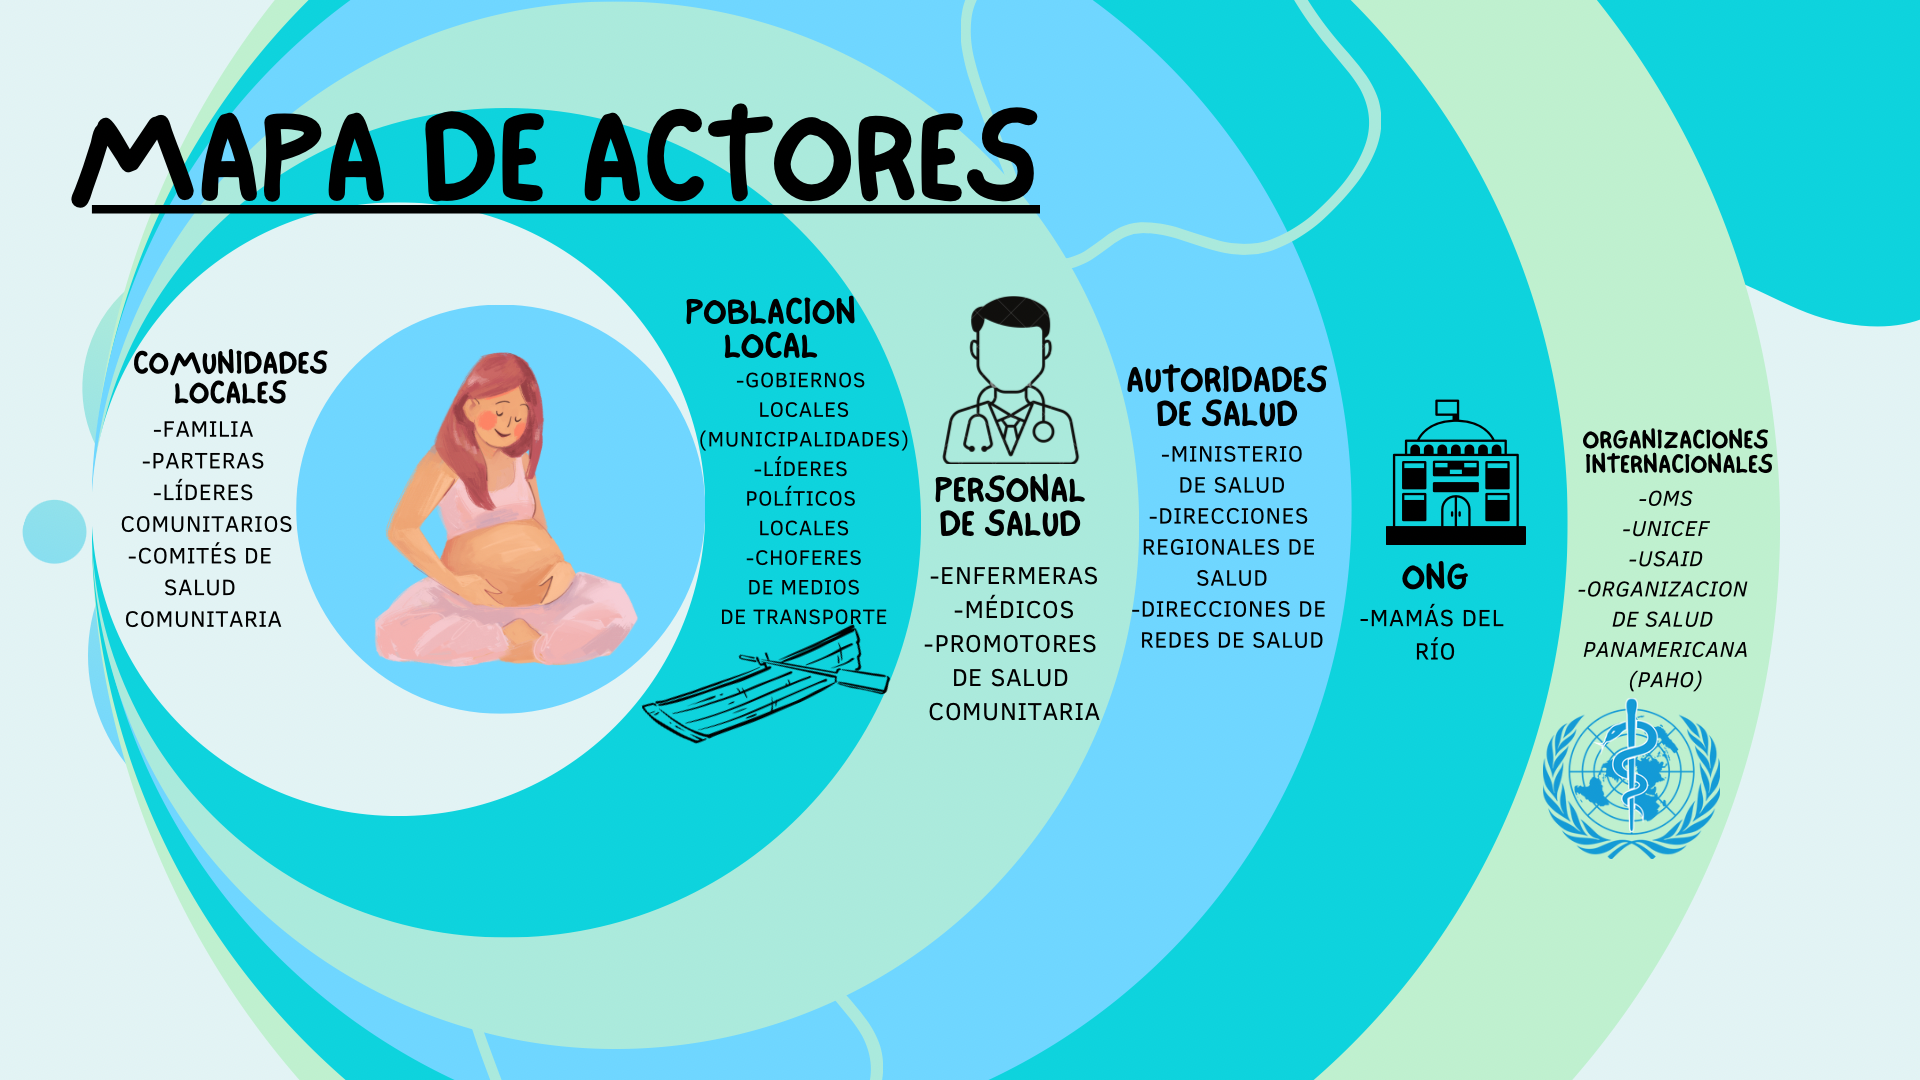 MAPA DE ACTORES
COMUNIDADES
LOCALES
-FAMILIA
-PARTERAS
-LÍDERES
COMUNITARIOS
-COMITÉS DE
SALUD
COMUNITARIA
POBLACION
LOCAL
-GOBIERNOS
LOCALES
(MUNICIPALIDADES)
-LÍDERES
POLÍTICOS
LOCALES
-CHOFERES
DE MEDIOS
DE TRANSPORTE
PERSONAL
DE SALUD
-ENFERMERAS
-MÉDICOS
-PROMOTORES
DE SALUD
COMUNITARIA
AUTORIDADES
DE SALUD
-MINISTERIO
DE SALUD
-DIRECCIONES
REGIONALES DE
SALUD
-DIRECCIONES DE
REDES DE SALUD
ONG
-MAMÁS DEL
RÍO
ORGANIZACIONES
INTERNACIONALES
-OMS
-UNICEF
-USAID
-ORGANIZACION
DE SALUD
PANAMERICANA
(PAHO)